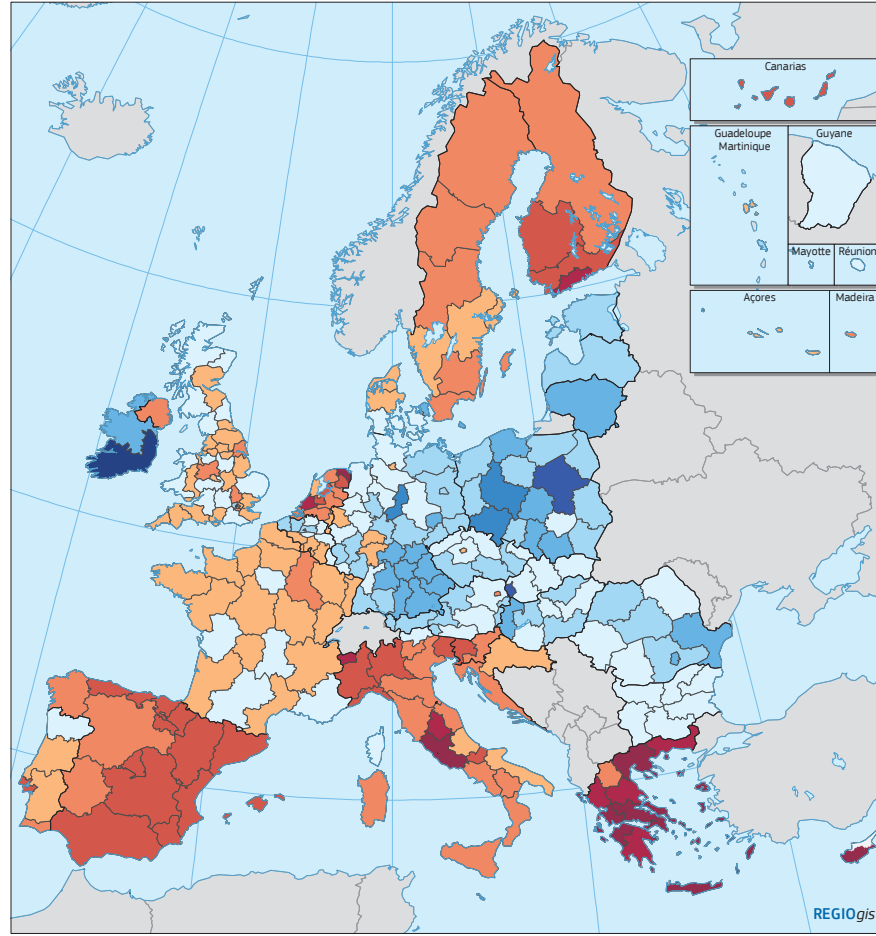 Canarias
Guadeloupe
Martinique
Guyane
Mayotte
Réunion
Açores
Madeira
REGIOgis